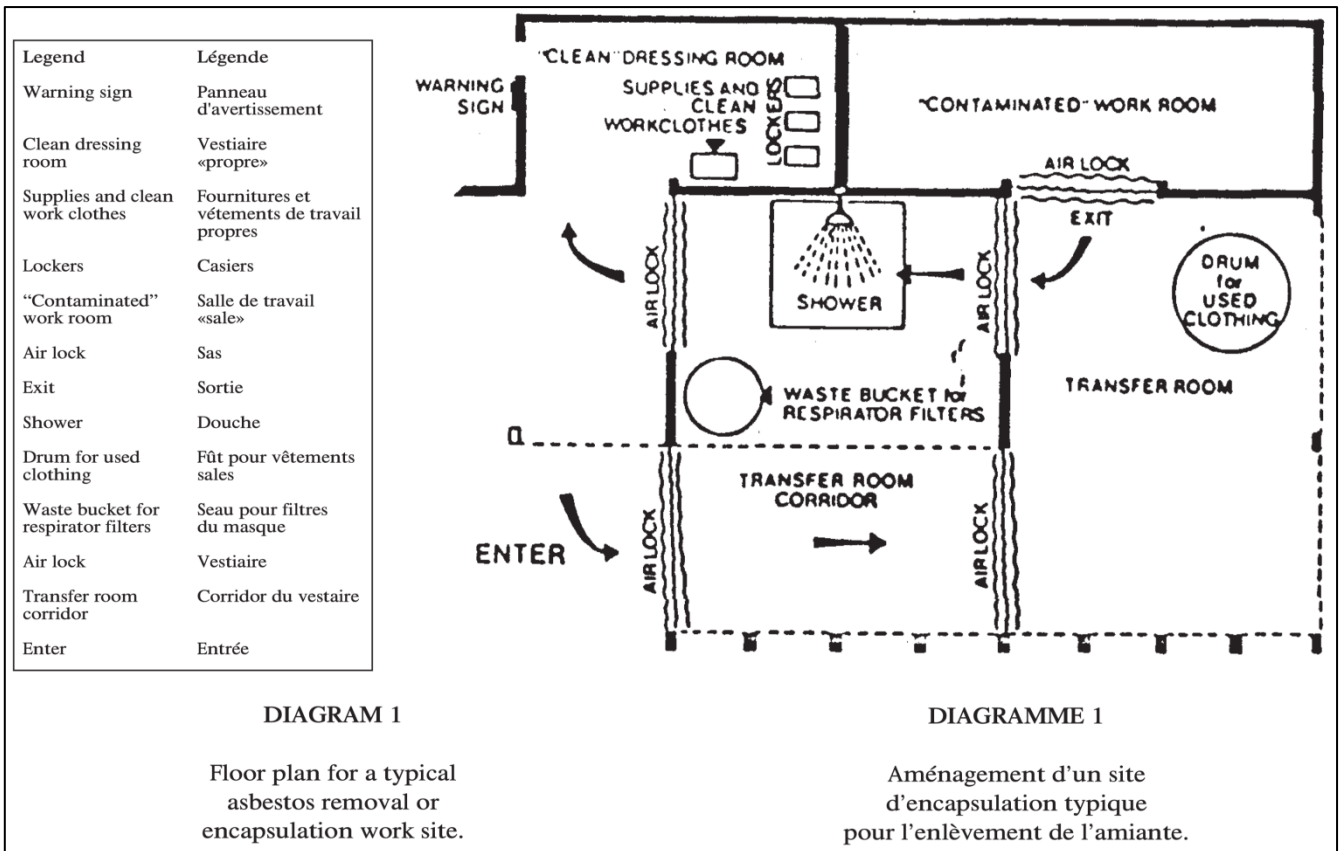 Legend Légende
Warning sign Panneau
d'avertissement
Clean dressing Vestiaire
room «propre»
Supplies and clean Fournitures et
work clothes vétements de travail
propres
Lockers Casiers
“Contaminated” Salle de travail
work room «sale»
Air lock Sas
Exit Sortie
Shower Douche
Drum for used Fût pour vêtements
clothing sales
Waste bucket for Seau pour filtres
respirator filters du masque
Air lock Vestiaire
Transfer room Corridor du vestaire
corridor
Enter Entrée
WARNING
SIGN
"CLEAN" DRESSING ROOM
SUPPLIES AND
CLEAN
WORKCLOTHES
LOCKERS
"CONTAMINATED" WORK ROOM
AIR LOCK
EXIT
AIR LOCK
SHOWER
AIR LOCK
DRUM
for
USED
CLOTHING
WASTE BUCKET for
RESPIRATOR FILTERS
TRANSFER ROOM
TRANSFER ROOM
CORRIDOR
ENTER
AIR LOCK
AIR LOCK
DIAGRAM 1
Floor plan for a typical
asbestos removal or
encapsulation work site.
DIAGRAMME 1
Aménagement d'un site
d'encapsulation typique
pour l'enlèvement de l'amiante.